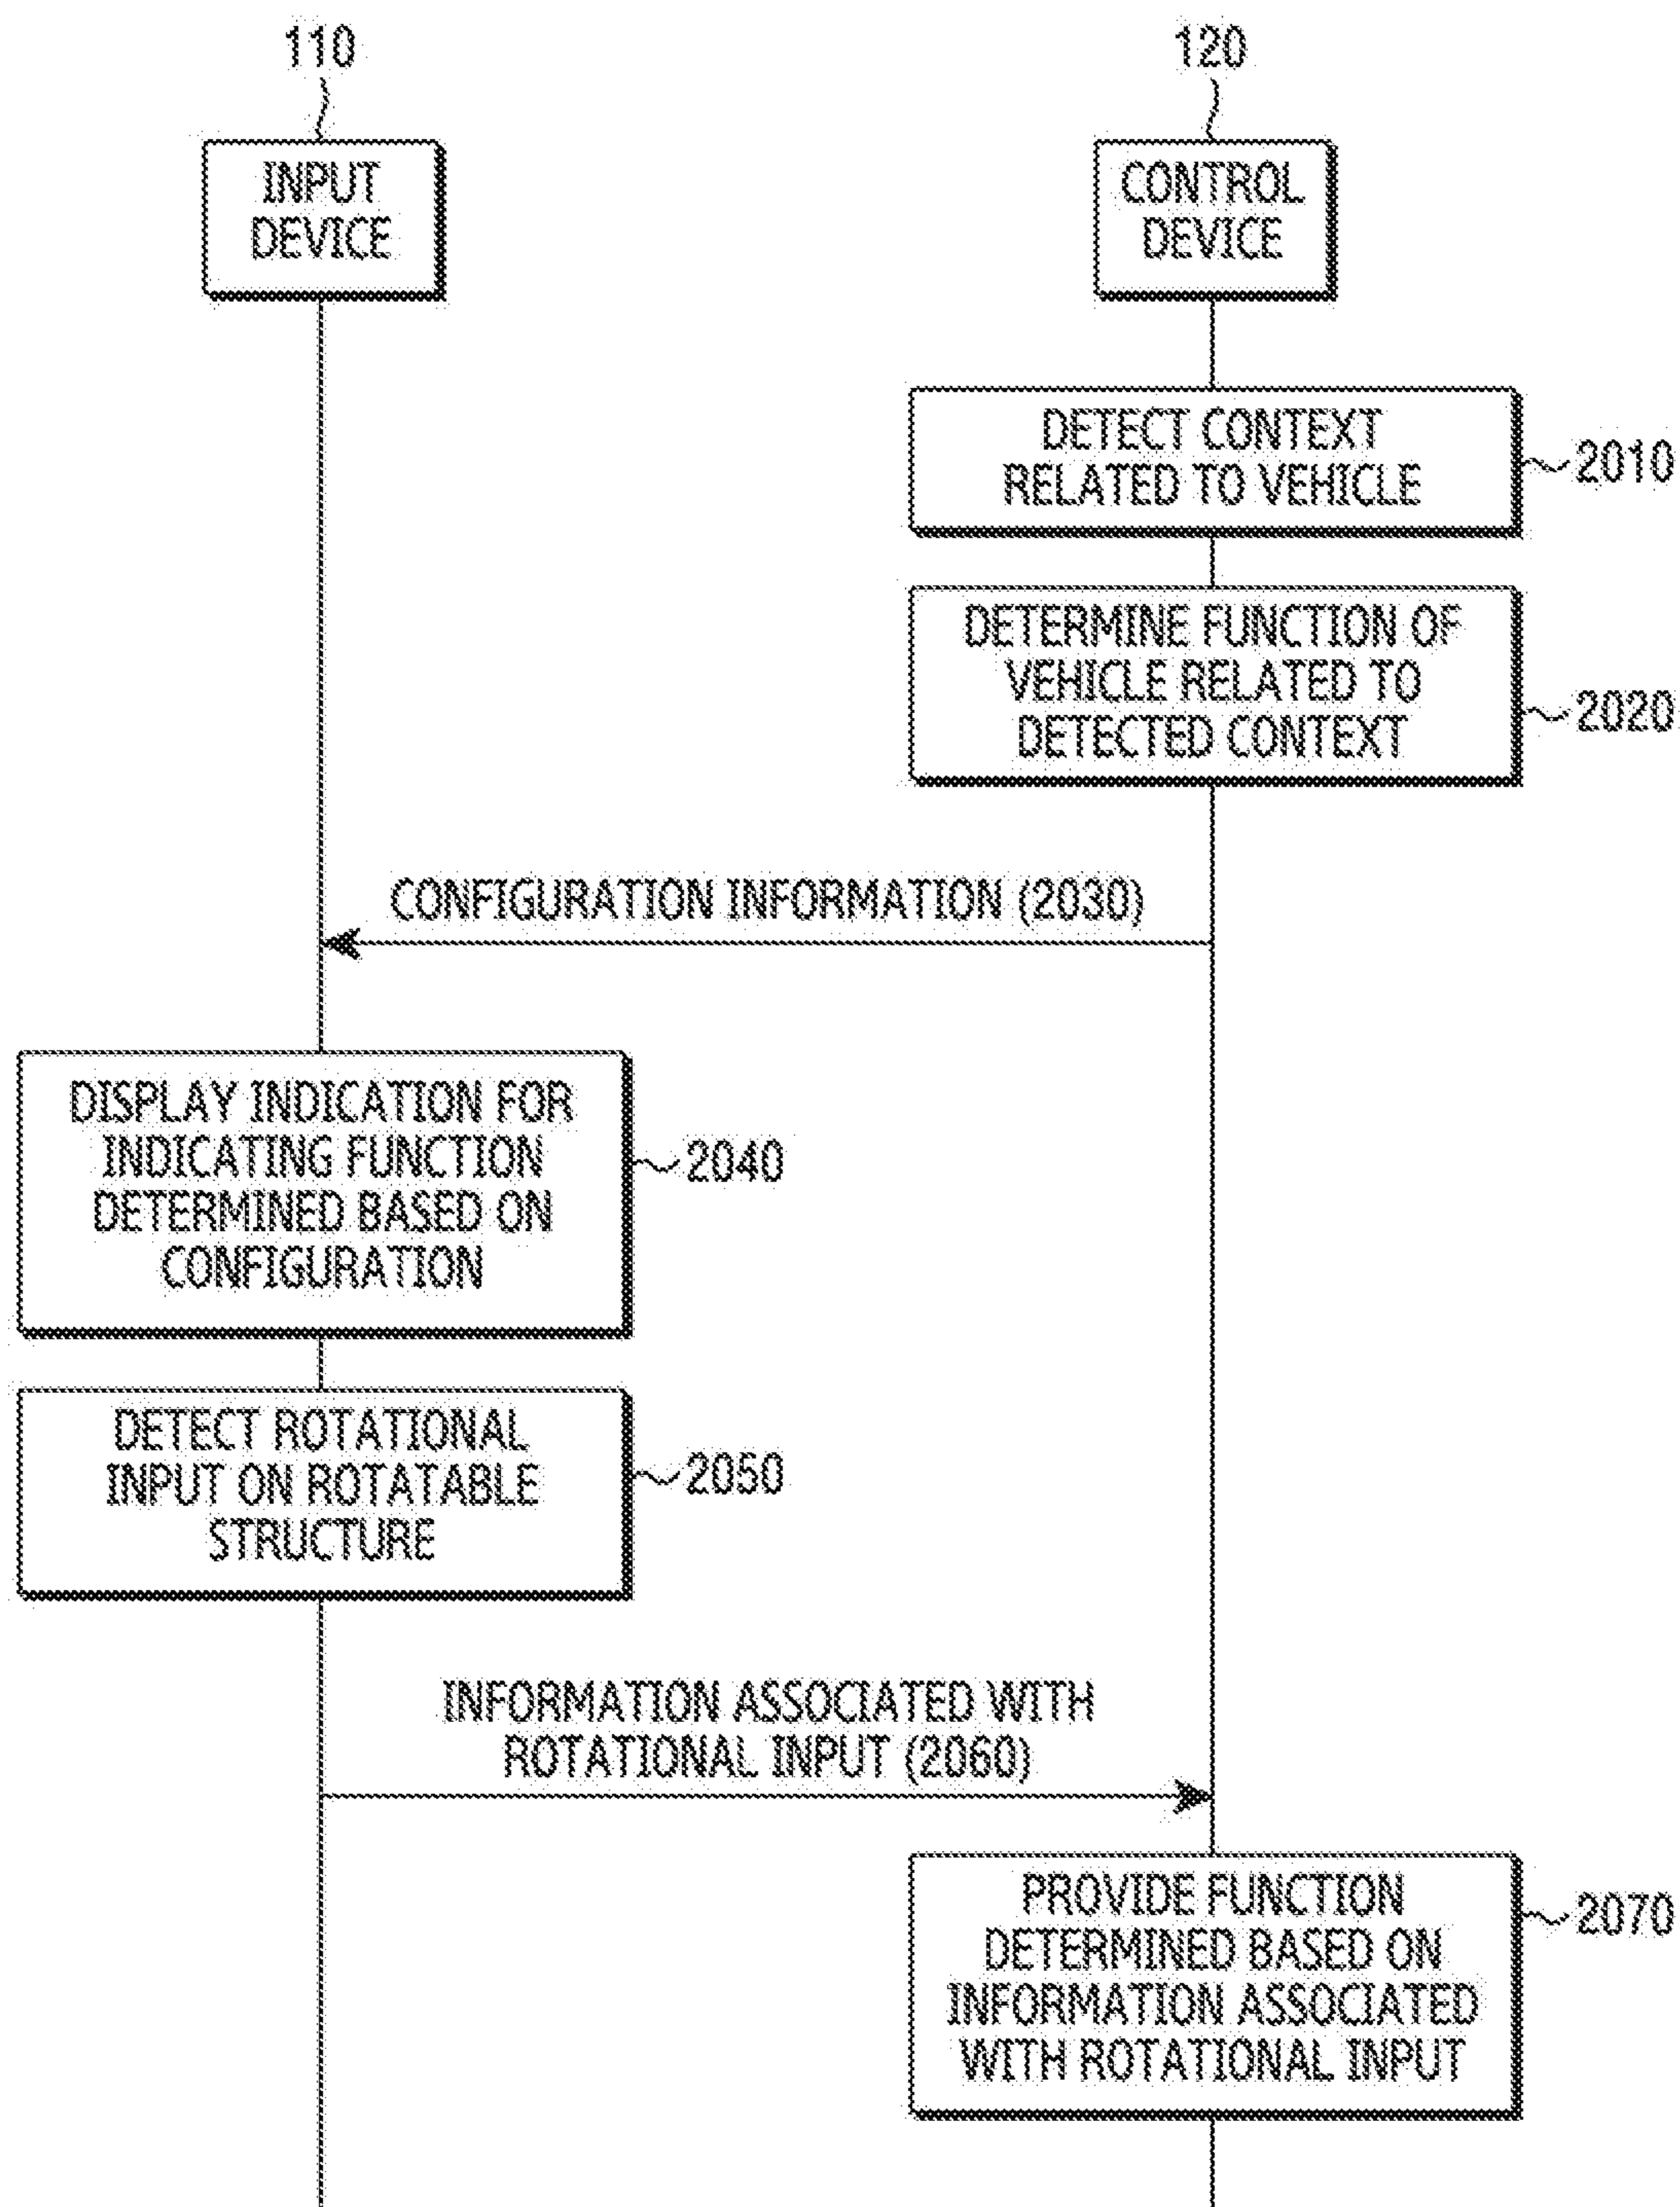 110
120
INPUT
DEVICE
CONTROL
DEVICE
DETECT CONTEXT
RELATED TO VEHICLE
2010
DETERMINE FUNCTION OF
VEHICLE RELATED TO
DETECTED CONTEXT
2020
CONFIGURATION INFORMATION (2030)
DISPLAY INDICATION FOR
INDICATING FUNCTION
DETERMINED BASED ON
CONFIGURATION
2040
DETECT ROTATIONAL
INPUT ON ROTATABLE
STRUCTURE
2050
INFORMATION ASSOCIATED WITH
ROTATIONAL INPUT (2060)
PROVIDE FUNCTION
DETERMINED BASED ON
INFORMATION ASSOCIATED
WITH ROTATIONAL INPUT
2070